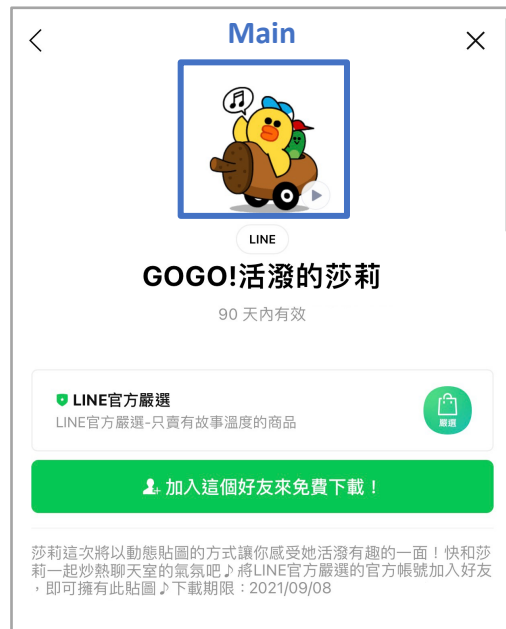 Main
LINE
GOGO!活潑的莎莉
90 天內有效
LINE官方嚴選
LINE官方嚴選-只賣有故事溫度的商品
嚴選
加入這個好友來免費下載！
莎莉這次將以動態貼圖的方式讓你感受她活潑有趣的一面！快和莎
莉一起炒熱聊天室的氣氛吧♪將LINE官方嚴選的官方帳號加入好友
，即可擁有此貼圖♪下載期限：2021/09/08